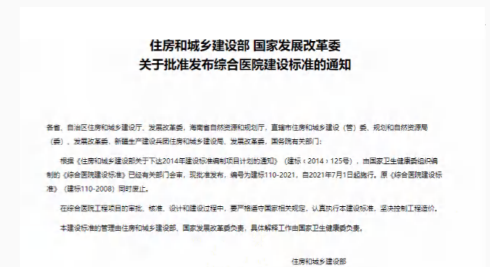 住房和城乡建设部 国家发展改革委
关于批准发布综合医院建设标准的通知
各省、自治区住房和城乡建设厅、发展改革委，海南省自然资源和规划厅，直辖市住房和城乡建设（管）委、规划和自然资源局
（委）、发展改革委，新疆生产建设兵团住房和城乡建设局、发展改革委，国务院有关部门：
根据《住房和城乡建设部关于下达2014年建设标准编制项目计划的通知》（建标﹝2014﹞125号），由国家卫生健康委组织编
制的《综合医院建设标准》已经有关部门会审，现批准发布，编号为建标110-2021，自2021年7月1日起施行。原《综合医院建设标
准》（建标110-2008）同时废止。
在综合医院工程项目的审批、核准、设计和建设过程中，要严格遵守国家相关规定，认真执行本建设标准，坚决控制工程造价。
本建设标准的管理由住房和城乡建设部、国家发展改革委负责，具体解释工作由国家卫生健康委负责。
住房和城乡建设部